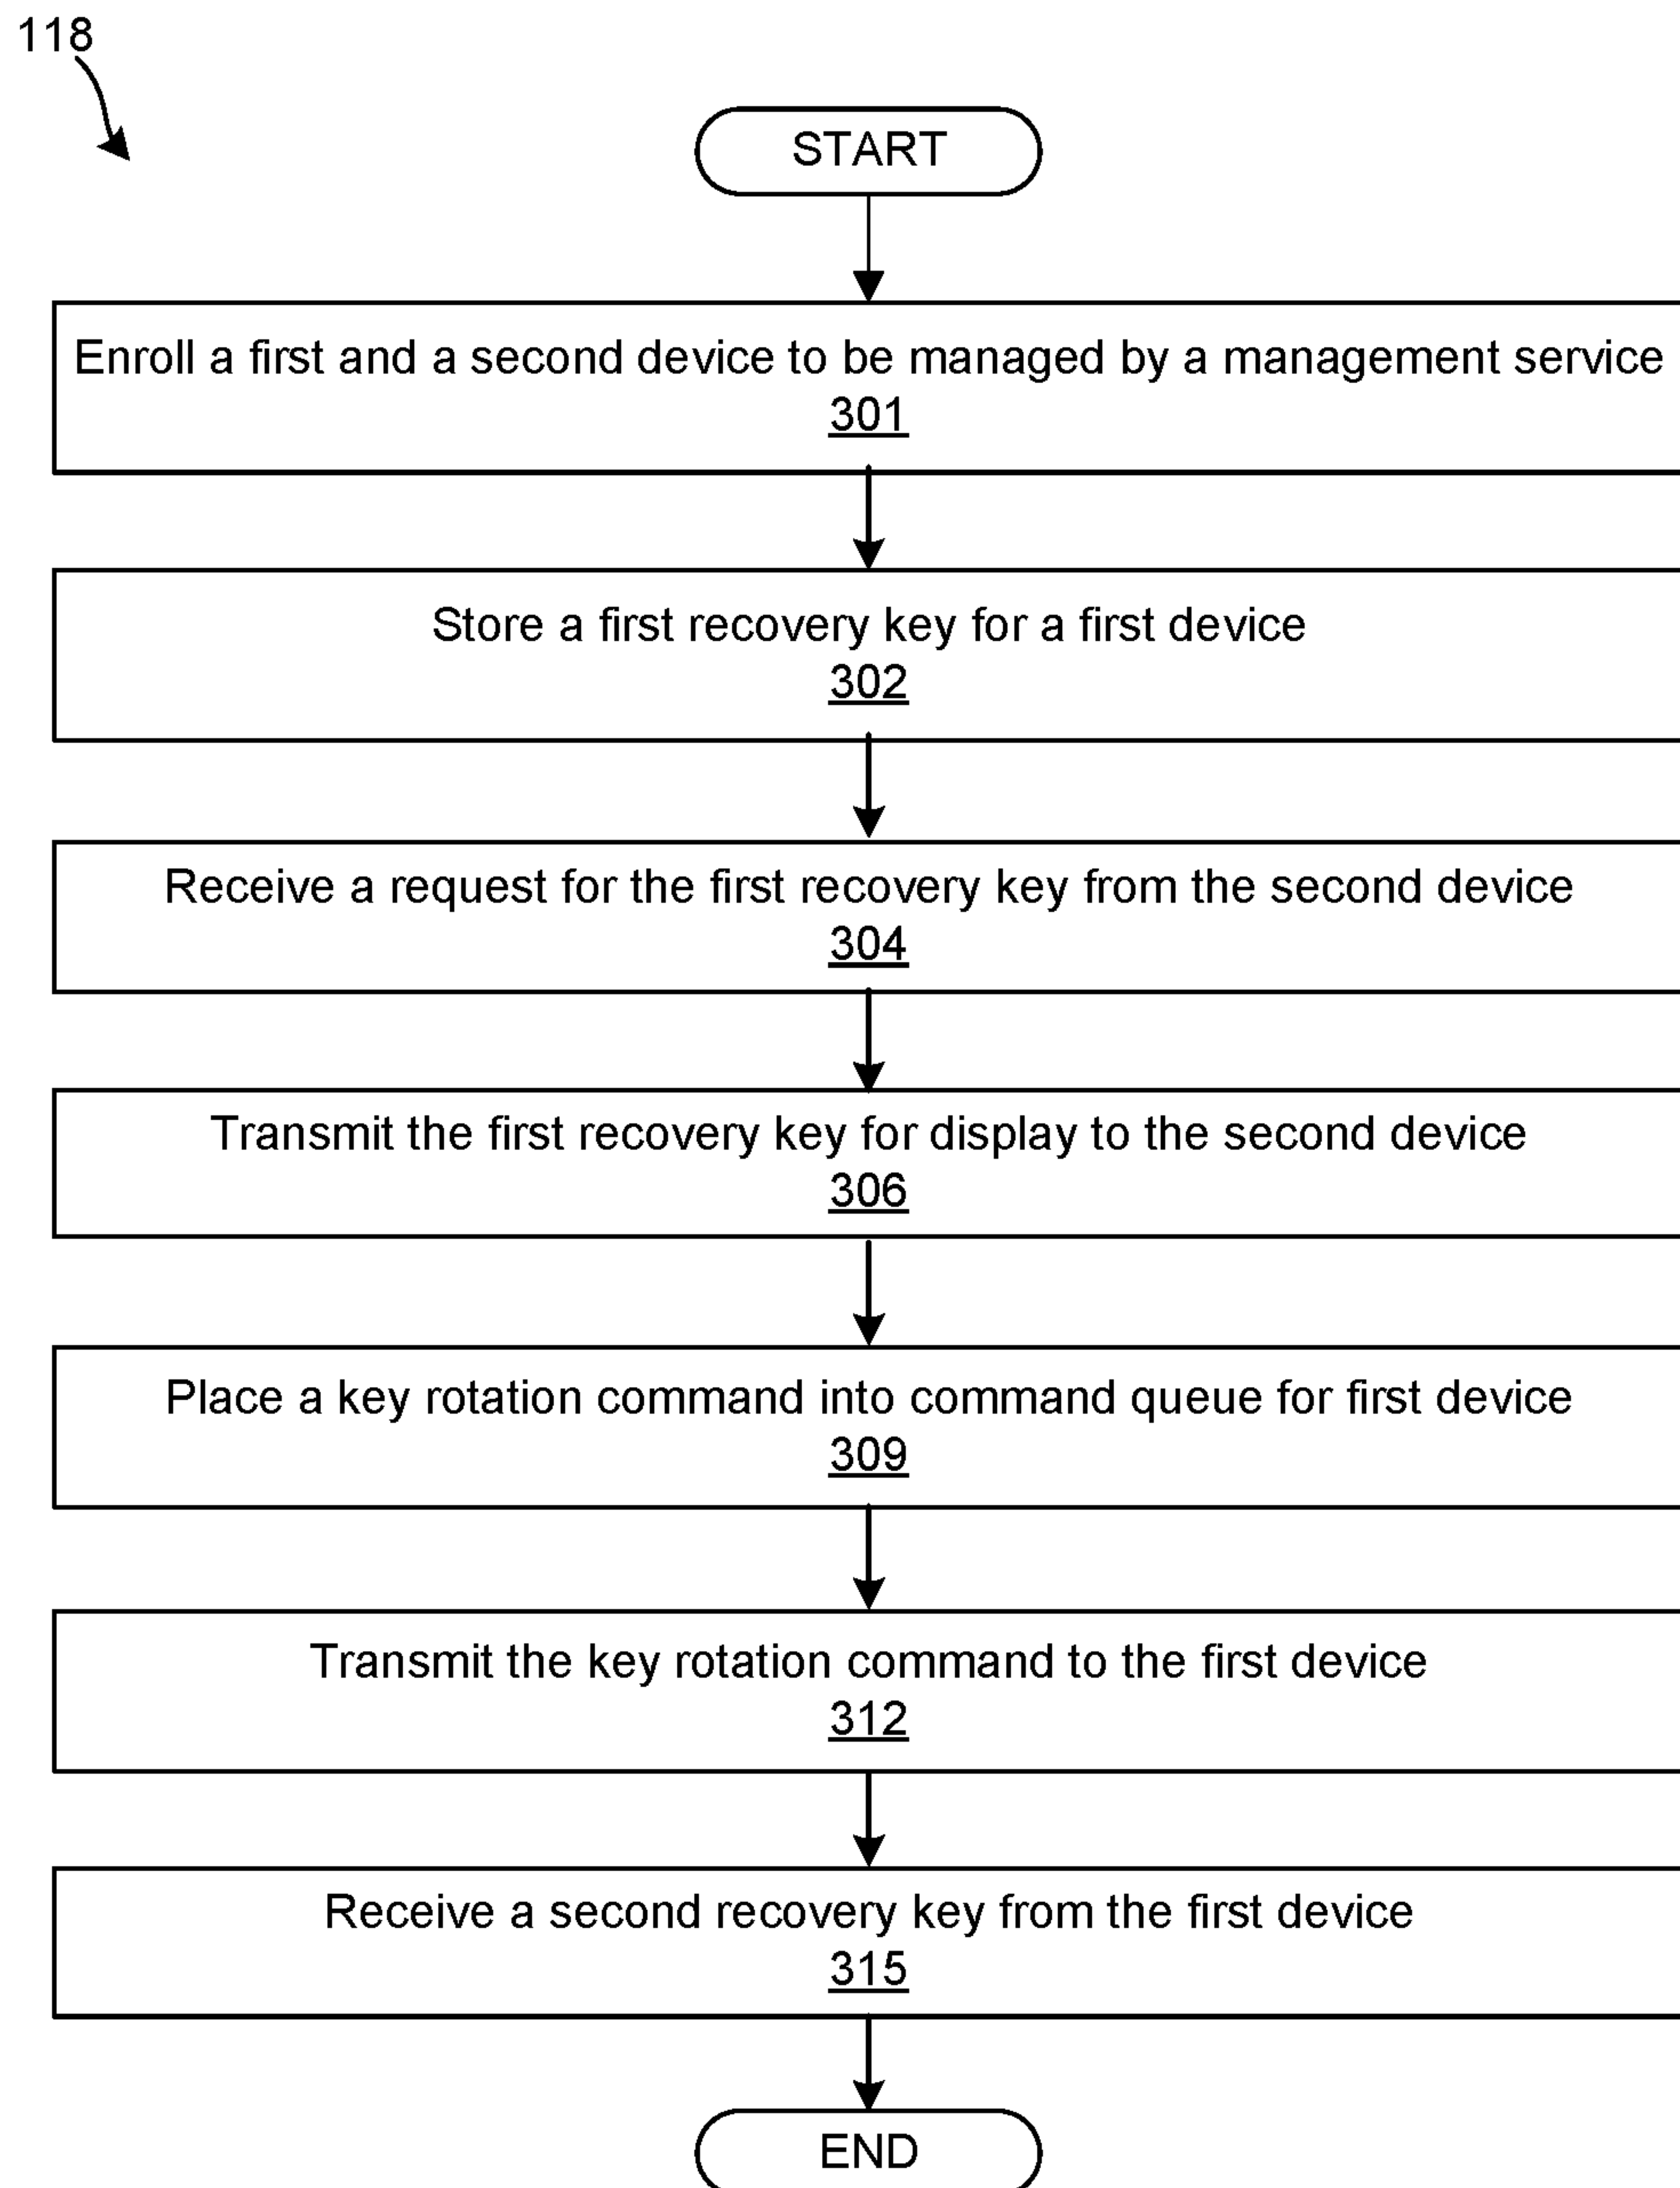 118
START
Enroll a first and a second device to be managed by a management service
301
Store a first recovery key for a first device
302
Receive a request for the first recovery key from the second device
304
Transmit the first recovery key for display to the second device
306
Place a key rotation command into command queue for first device
309
Transmit the key rotation command to the first device
312
Receive a second recovery key from the first device
315
END